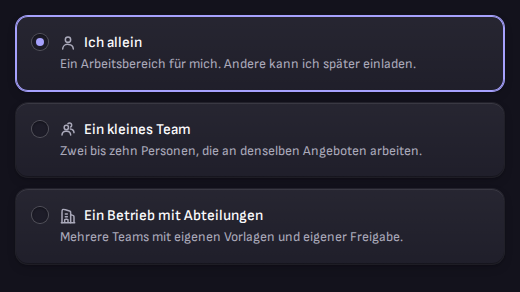 Ich allein
Ein Arbeitsbereich für mich. Andere kann ich später einladen.
Ein kleines Team
Zwei bis zehn Personen, die an denselben Angeboten arbeiten.
Ein Betrieb mit Abteilungen
Mehrere Teams mit eigenen Vorlagen und eigener Freigabe.